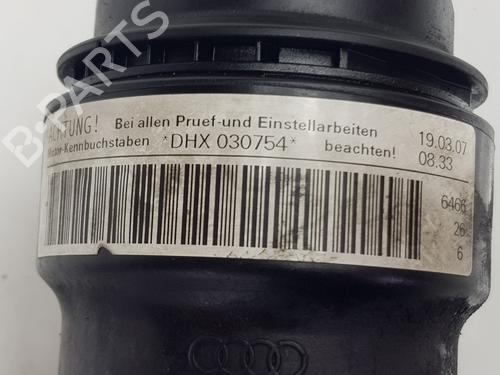 ACHTUNG! Bei allen Pruef-und Einstellarbeiten
Motor-Kennbuchstaben *DHX 030754* beachten!
19.03.07
08.33
6466
26
6
B-PARTS